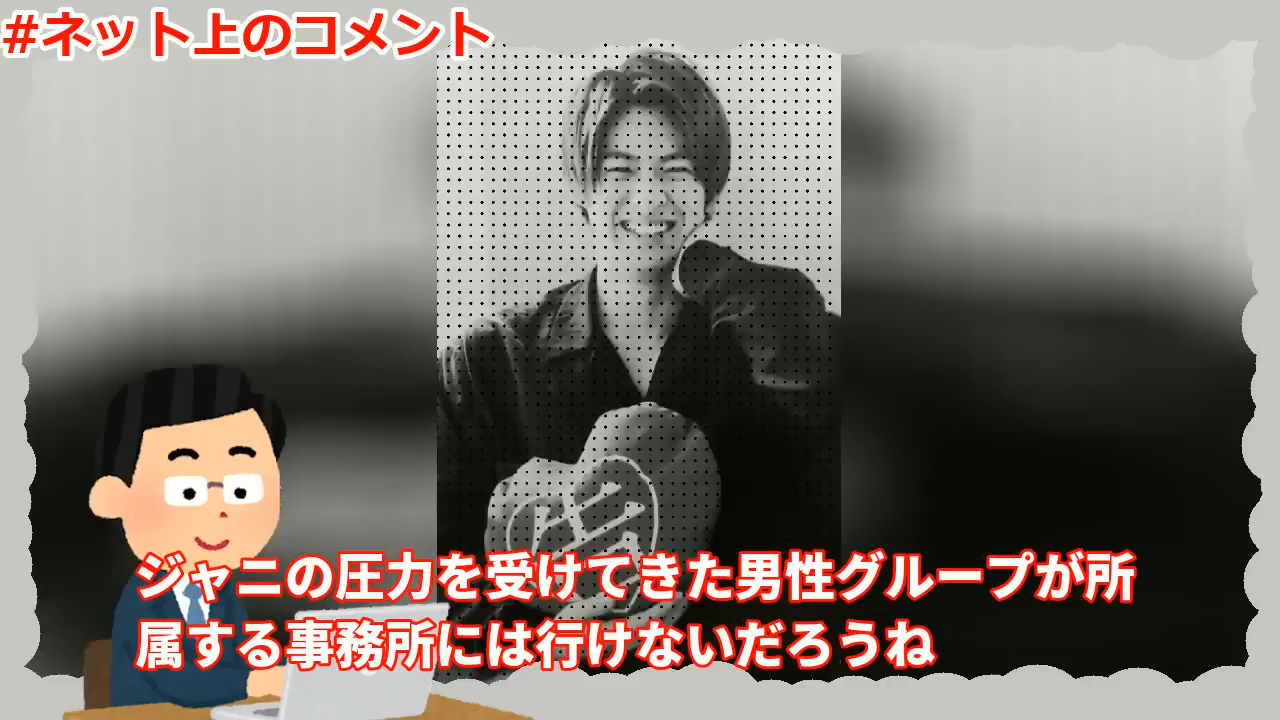 #ネット上のコメント
ジャニの圧力を受けてきた男性グループが所
属する事務所には行けないだろうね